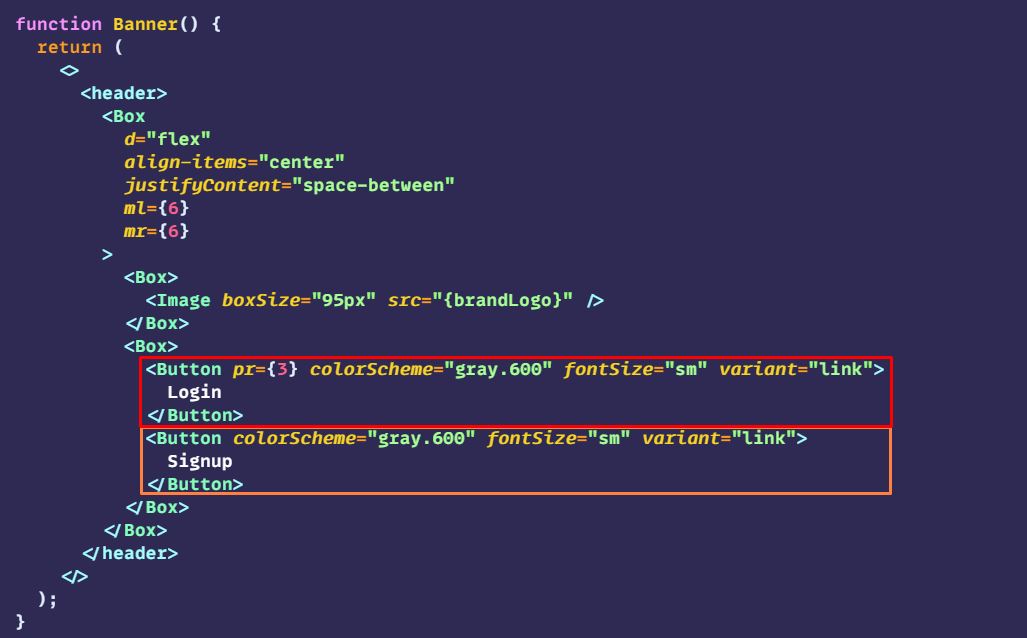 function Banner() {
  return (
    <>
      <header>
        <Box
          d="flex"
          align-items="center"
          justifyContent="space-between"
          ml={6}
          mr={6}
        >
          <Box>
            <Image boxSize="95px" src="{brandLogo}" />
          </Box>
          <Box>
            <Button pr={3} colorScheme="gray.600" fontSize="sm" variant="link">
              Login
            </Button>
            <Button colorScheme="gray.600" fontSize="sm" variant="link">
              Signup
            </Button>
          </Box>
        </Box>
      </header>
    </>
  );
}